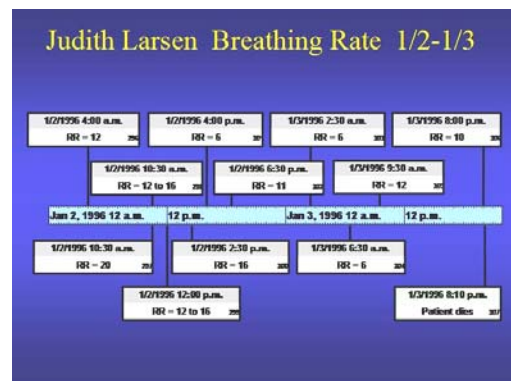 Judith Larsen Breathing Rate 1/2-1/3
1/2/1996 4:00 a.m.
RR = 12
1/2/1996 4:00 p.m.
RR = 6
1/3/1996 2:30 a.m.
RR = 6
1/3/1996 8:00 p.m.
RR = 10
1/2/1996 10:30 a.m.
RR = 12 to 16
1/2/1996 6:30 p.m.
RR = 11
1/3/1996 9:30 a.m.
RR = 12
Jan 2, 1996 12 a.m. 12 p.m. Jan 3, 1996 12 a.m. 12 p.m.
1/2/1996 10:30 a.m.
RR = 20
1/2/1996 2:30 p.m.
RR = 16
1/3/1996 6:30 a.m.
RR = 6
1/2/1996 12:00 p.m.
RR = 12 to 16
1/3/1996 8:10 p.m.
Patient dies